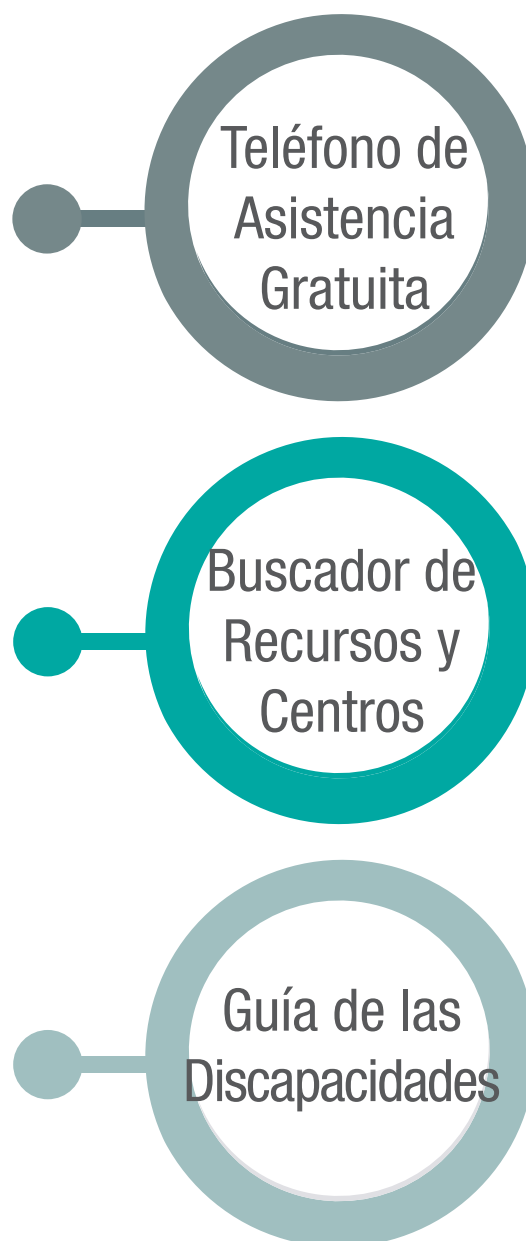 Teléfono de
Asistencia
Gratuita
Buscador de
Recursos y
Centros
Guía de las
Discapacidades